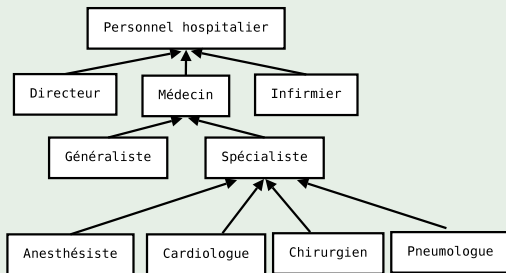 Personnel hospitalier
Directeur
Médecin
Infirmier
Généraliste
Spécialiste
Anesthésiste
Cardiologue
Chirurgien
Pneumologue